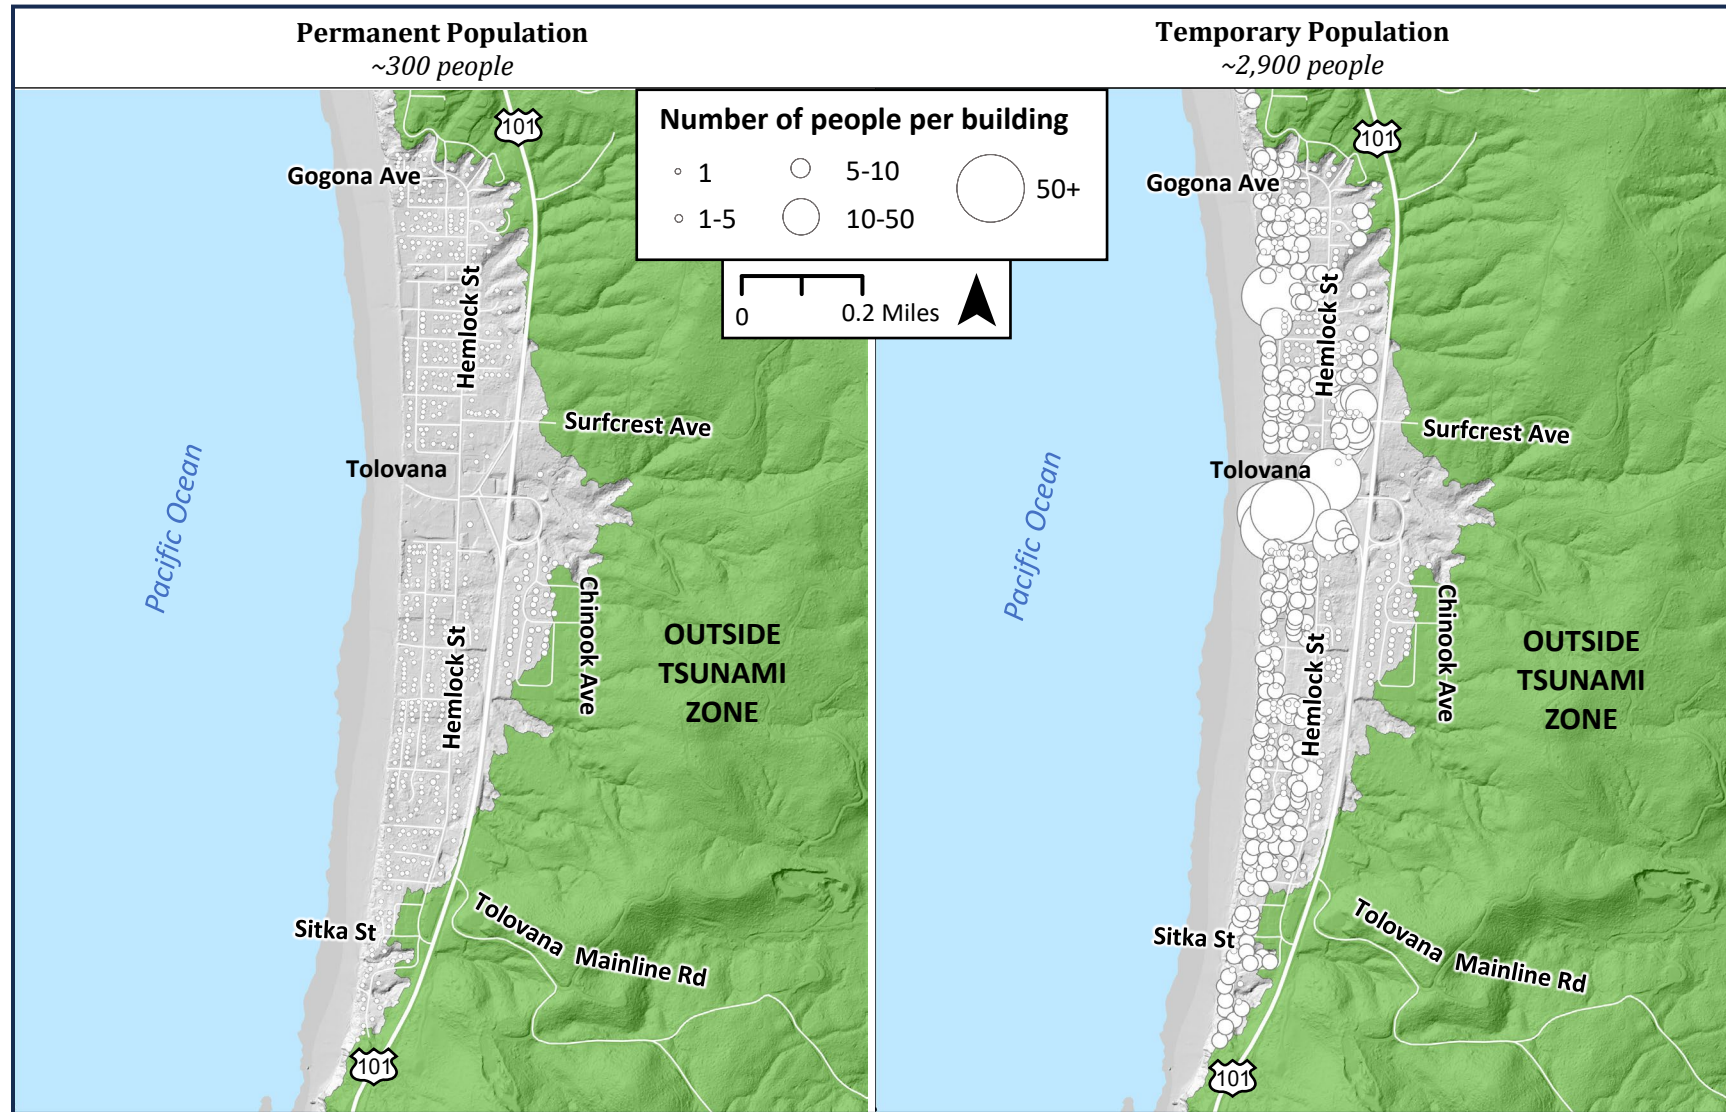 Permanent Population
~300 people
Temporary Population
~2,900 people
Number of people per building
1
5-10
50+
1-5
10-50
0
0.2 Miles
101
Gogona Ave
Hemlock St
Surfcrest Ave
Tolovana
Pacific Ocean
Chinook Ave
OUTSIDE
TSUNAMI
ZONE
Hemlock St
Sitka St
Tolovana Mainline Rd
101
101
Gogona Ave
Hemlock St
Surfcrest Ave
Tolovana
Pacific Ocean
Chinook Ave
OUTSIDE
TSUNAMI
ZONE
Hemlock St
Sitka St
Tolovana Mainline Rd
101